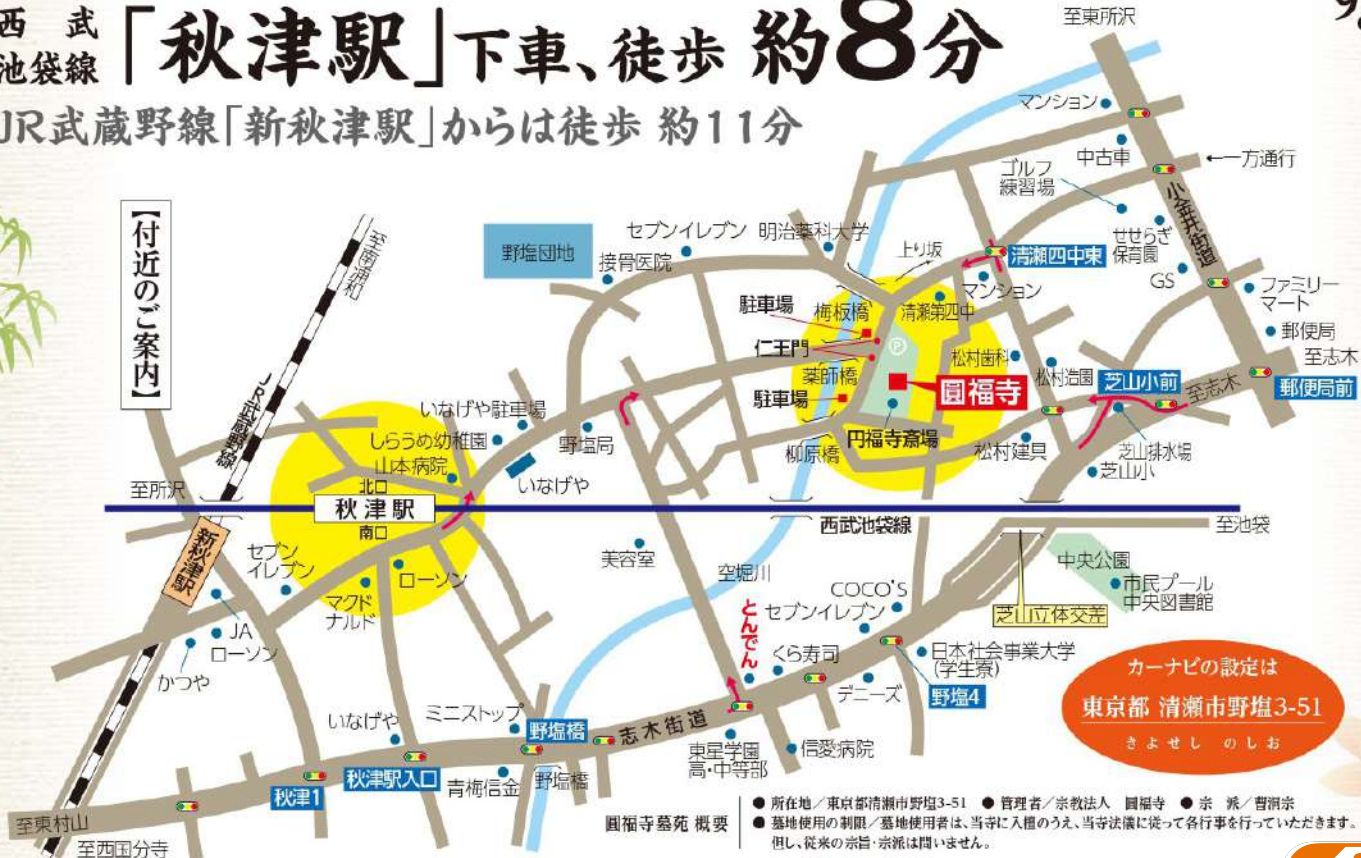 西武池袋線「秋津駅」下車、徒歩 約8分
JR武蔵野線「新秋津駅」からは徒歩 約11分
【付近のご案内】
至東所沢
マンション
中古車
←一方通行
ゴルフ練習場
小金井街道
せせらぎ保育園
GS
ファミリーマート
郵便局
至志木
郵便局前
至南浦和
JR武蔵野線
野塩団地
接骨医院
セブンイレブン
明治薬科大学
上り坂
清瀬四中東
マンション
駐車場
梅坂橋
清瀬第四中
仁王門
P
薬師橋
松村歯科
松村造園
芝山小前
至志木
圓福寺
駐車場
円福寺斎場
柳原橋
松村建具
芝山排水場
芝山小
いなげや駐車場
しらうめ幼稚園
山本病院
野塩局
いなげや
至所沢
北口
秋津駅
南口
西武池袋線
至池袋
新秋津駅
セブンイレブン
マクドナルド
ローソン
美容室
空堀川
中央公園
市民プール
中央図書館
芝山立体交差
COCO'S
セブンイレブン
とんでん
くら寿司
デニーズ
日本社会事業大学
(学生寮)
野塩4
JA
ローソン
かつや
いなげや
ミニストップ
野塩橋
志木街道
東星学園
高・中等部
信愛病院
秋津駅入口
青梅信金
野塩橋
秋津1
至東村山
至西国分寺
カーナビの設定は
東京都 清瀬市野塩3-51
きよせし のしお
圓福寺墓苑 概要
● 所在地/東京都清瀬市野塩3-51 ● 管理者/宗教法人 圓福寺 ● 宗 派/曹洞宗
● 墓地使用の制限/墓地使用者は、当寺に入檀のうえ、当寺法儀に従って各行事を行っていただきます。
但し、従来の宗旨・宗派は問いません。